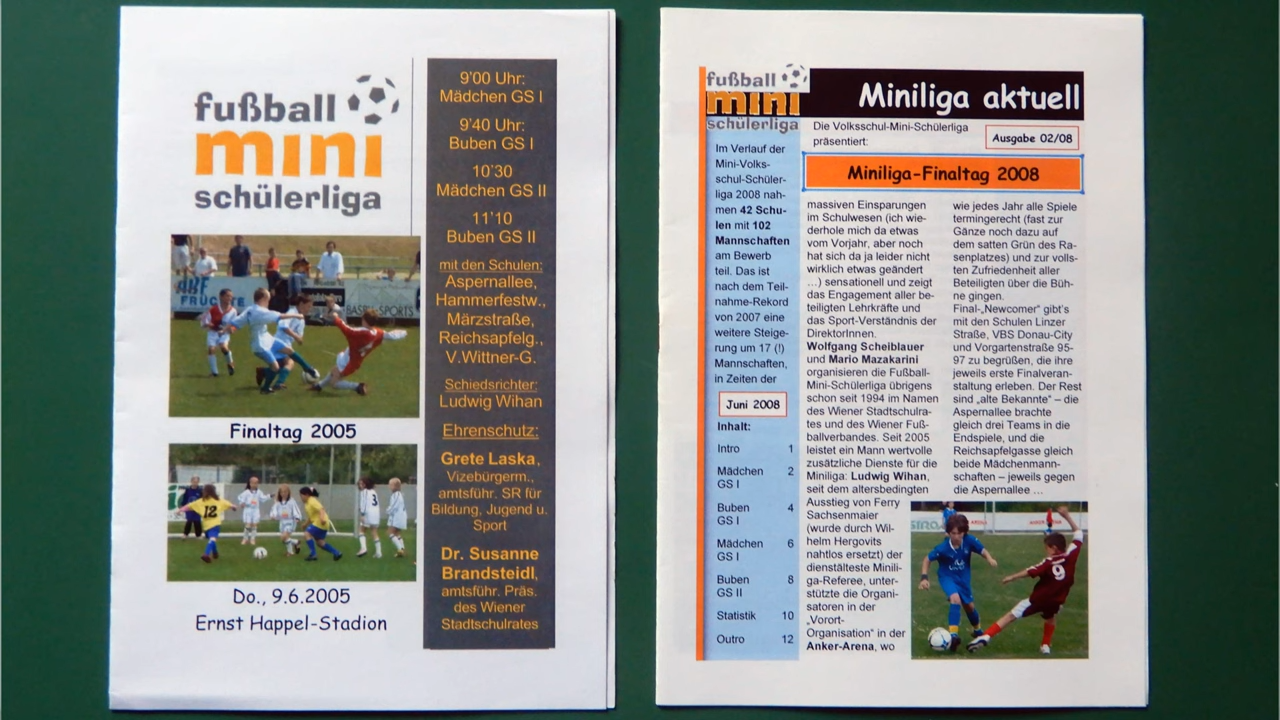 fußball
mini
schülerliga
Finaltag 2005
12
3
Do., 9.6.2005
Ernst Happel-Stadion
9'00 Uhr:
Mädchen GS I
9'40 Uhr:
Buben GS I
10'30
Mädchen GS II
11'10
Buben GS II
mit den Schulen:
Aspernallee,
Hammerfestw.,
Märzstraße,
Reichsapfelg.,
V.Wittner-G.
Schiedsrichter:
Ludwig Wihan
Ehrenschutz:
Grete Laska,
Vizebürgerm.,
amtsführ. SR für
Bildung, Jugend u.
Sport
Dr. Susanne
Brandsteidl,
amtsführ. Präs.
des Wiener
Stadtschulrates
fußball
mini
schülerliga
Miniliga aktuell
Die Volksschul-Mini-Schülerliga
präsentiert:
Ausgabe 02/08
Miniliga-Finaltag 2008
Im Verlauf der
Mini-Volks-
schul-Schüler-
liga 2008 nah-
men 42 Schu-
len mit 102
Mannschaften
am Bewerb
teil. Das ist
nach dem Teil-
nahme-Rekord
von 2007 eine
weitere Steige-
rung um 17 (!)
Mannschaften,
in Zeiten der
Juni 2008
Inhalt:
Intro 1
Mädchen 2
GS I
Buben 4
GS I
Mädchen 6
GS I
Buben 8
GS II
Statistik 10
Outro 12
massiven Einsparungen
im Schulwesen (ich wie-
derhole mich da etwas
vom Vorjahr, aber noch
hat sich da ja leider nicht
wirklich etwas geändert
...) sensationell und zeigt
das Engagement aller be-
teiligten Lehrkräfte und
das Sport-Verständnis der
DirektorInnen.
Wolfgang Scheiblauer
und Mario Mazakarini
organisieren die Fußball-
Mini-Schülerliga übrigens
schon seit 1994 im Namen
des Wiener Stadtschulra-
tes und des Wiener Fuß-
ballverbandes. Seit 2005
leistet ein Mann wertvolle
zusätzliche Dienste für die
Miniliga: Ludwig Wihan,
seit dem altersbedingten
Ausstieg von Ferry
Sachsenmaier
(wurde durch Wil-
helm Hergovits
nahtlos ersetzt) der
dienstälteste Minili-
ga-Referee, unter-
stützte die Organi-
satoren in der
„Vorort-
Organisation" in der
Anker-Arena, wo
wie jedes Jahr alle Spiele
termingerecht (fast zur
Gänze noch dazu auf
dem satten Grün des Ra-
senplatzes) und zur volls-
ten Zufriedenheit aller
Beteiligten über die Büh-
ne gingen.
Final-„Newcomer" gibt's
mit den Schulen Linzer
Straße, VBS Donau-City
und Vorgartenstraße 95-
97 zu begrüßen, die ihre
jeweils erste Finalveran-
staltung erleben. Der Rest
sind „alte Bekannte" – die
Aspernallee brachte
gleich drei Teams in die
Endspiele, und die
Reichsapfelgasse gleich
beide Mädchenmann-
schaften – jeweils gegen
die Aspernallee ...
9